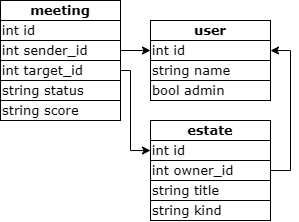 meeting
int id
int sender_id
int target_id
string status
string score
user
int id
string name
bool admin
estate
int id
int owner_id
string title
string kind